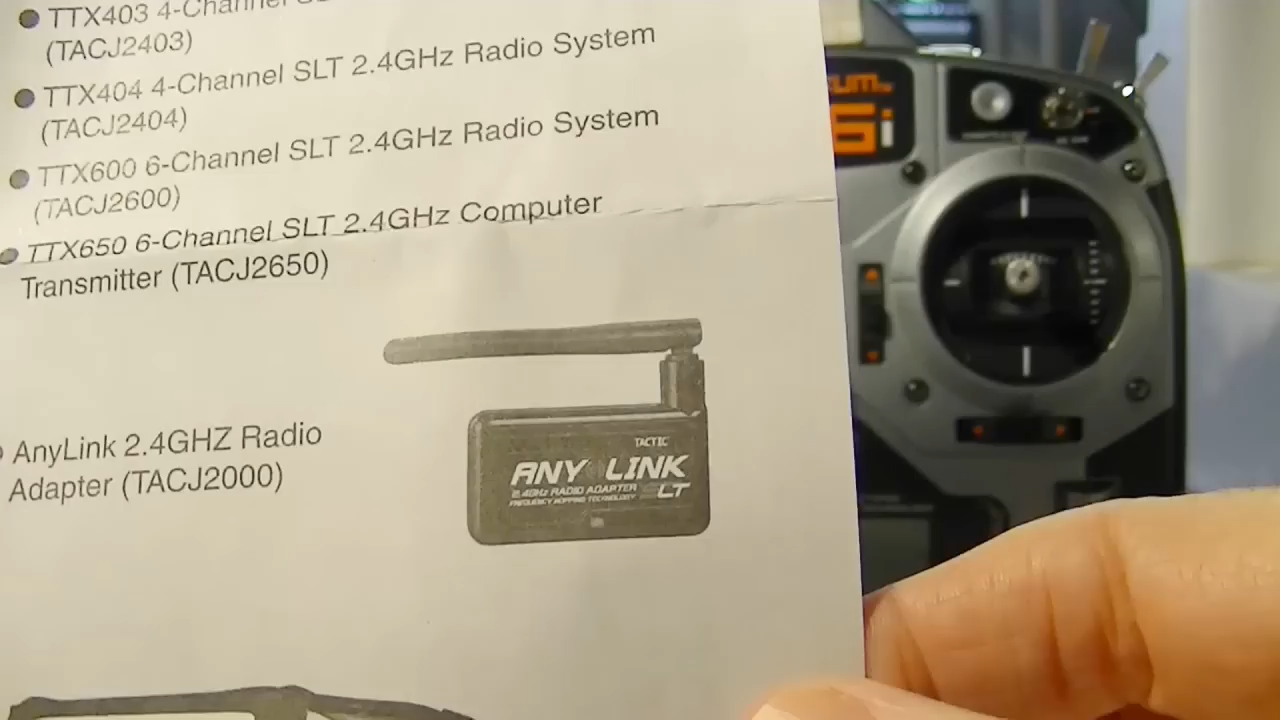 TTX403 4-Channel
(TACJ2403)
TTX404 4-Channel SLT 2.4GHz Radio System
(TACJ2404)
TTX600 6-Channel SLT 2.4GHz Radio System
(TACJ2600)
TTX650 6-Channel SLT 2.4GHz Computer
Transmitter (TACJ2650)
AnyLink 2.4GHZ Radio
Adapter (TACJ2000)
TACTIC
ANY LINK
2.4GHz RADIO ADAPTER
FREQUENCY HOPPING TECHNOLOGY
SLT
6i